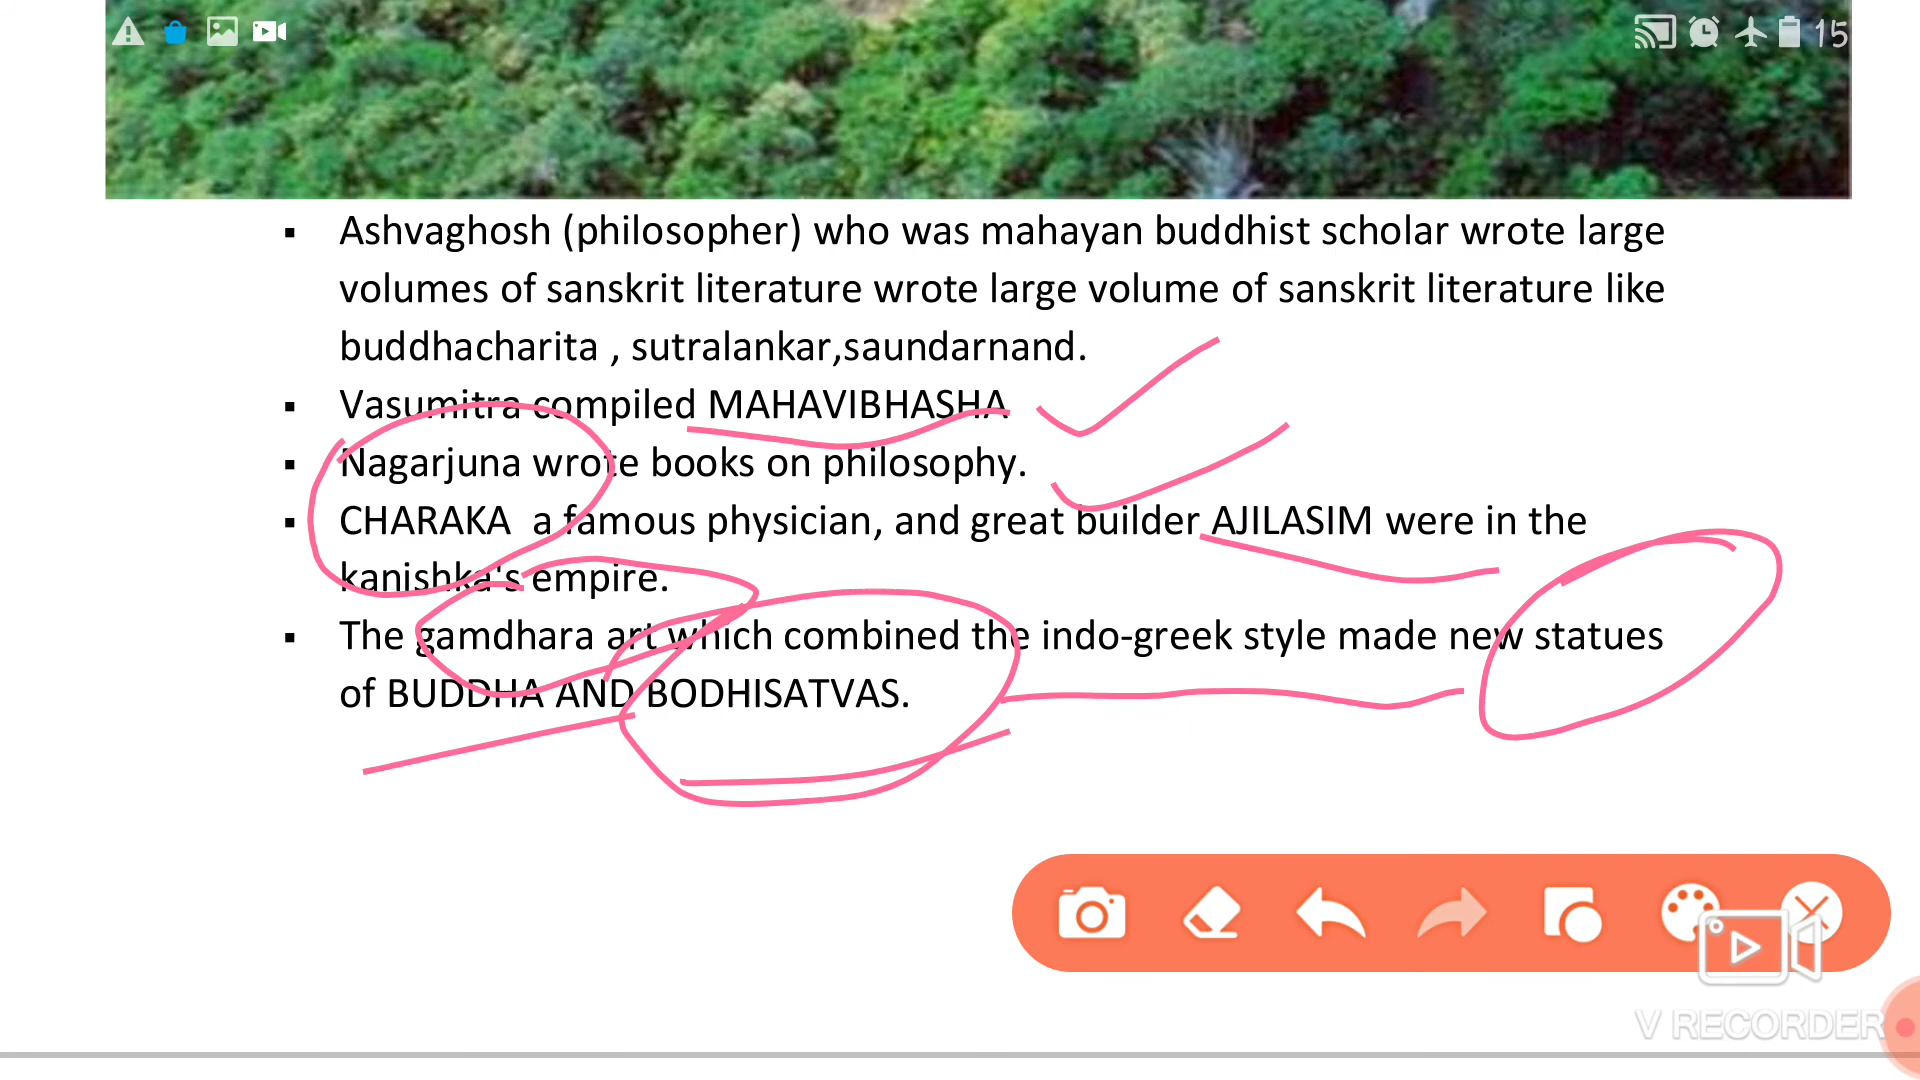 15
▪ Ashvaghosh (philosopher) who was mahayan buddhist scholar wrote large
volumes of sanskrit literature wrote large volume of sanskrit literature like
buddhacharita , sutralankar,saundarnand.
▪ Vasumitra compiled MAHAVIBHASHA
▪ Nagarjuna wrote books on philosophy.
▪ CHARAKA a famous physician, and great builder AJILASIM were in the
kanishka's empire.
▪ The gamdhara art which combined the indo-greek style made new statues
of BUDDHA AND BODHISATVAS.
V RECORDER